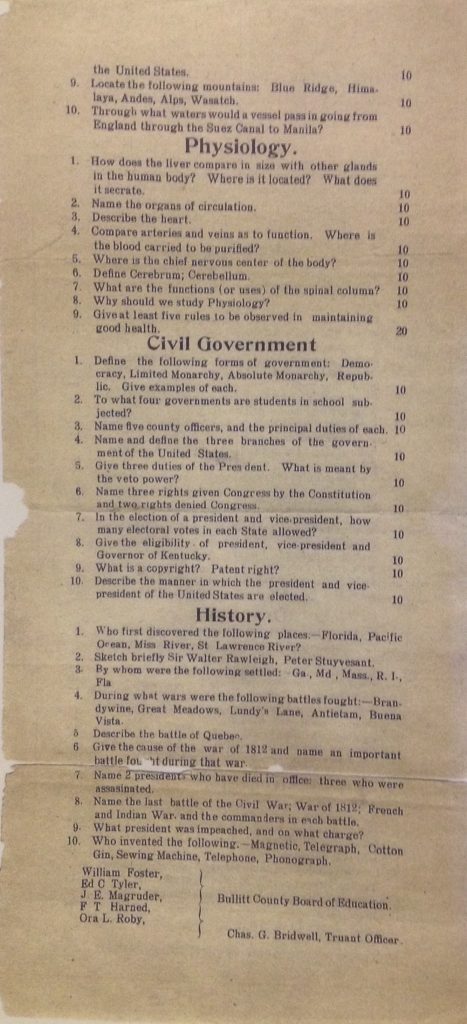 the United States. 10
9. Locate the following mountains: Blue Ridge, Hima-
laya, Andes, Alps, Wasatch. 10
10. Through what waters would a vessel pass in going from
England through the Suez Canal to Manila? 10
Physiology.
1. How does the liver compare in size with other glands
in the human body? Where is it located? What does
it secrate. 10
2. Name the organs of circulation. 10
3. Describe the heart. 10
4. Compare arteries and veins as to function. Where is
the blood carried to be purified? 10
5. Where is the chief nervous center of the body? 10
6. Define Cerebrum; Cerebellum. 10
7. What are the functions (or uses) of the spinal column? 10
8. Why should we study Physiology? 10
9. Give at least five rules to be observed in maintaining
good health. 20
Civil Government
1. Define the following forms of government: Demo-
cracy, Limited Monarchy, Absolute Monarchy, Repub-
lic. Give examples of each. 10
2. To what four governments are students in school sub-
jected? 10
3. Name five county officers, and the principal duties of each. 10
4. Name and define the three branches of the govern-
ment of the United States. 10
5. Give three duties of the Pres dent. What is meant by
the veto power? 10
6. Name three rights given Congress by the Constitution
and two rights denied Congress. 10
7. In the election of a president and vice-president, how
many electoral votes in each State allowed? 10
8. Give the eligibility of president, vice-president and
Governor of Kentucky. 10
9. What is a copyright? Patent right? 10
10. Describe the manner in which the president and vice-
president of the United States are elected. 10
History.
1. Who first discovered the following places.—Florida, Pacific
Ocean, Miss River, St Lawrence River?
2. Sketch briefly Sir Walter Rawleigh, Peter Stuyvesant.
3. By whom were the following settled: Ga, Md, Mass., R. I.,
Fla
4. During what wars were the following battles fought:—Bran-
dywine, Great Meadows, Lundy's Lane, Antietam, Buena
Vista.
5 Describe the battle of Quebec.
6 Give the cause of the war of 1812 and name an important
battle fou ht during that war.
7. Name 2 presidents who have died in office; three who were
assasinated.
8. Name the last battle of the Civil War; War of 1812; French
and Indian War, and the commanders in each battle.
9. What president was impeached, and on what charge?
10. Who invented the following.—Magnetic, Telegraph, Cotton
Gin, Sewing Machine, Telephone, Phonograph.
William Foster,
Ed C Tyler,
J. E. Magruder,
F T Harned,
Ora L. Roby,
Bullitt County Board of Education.
Chas. G. Bridwell, Truant Officer.